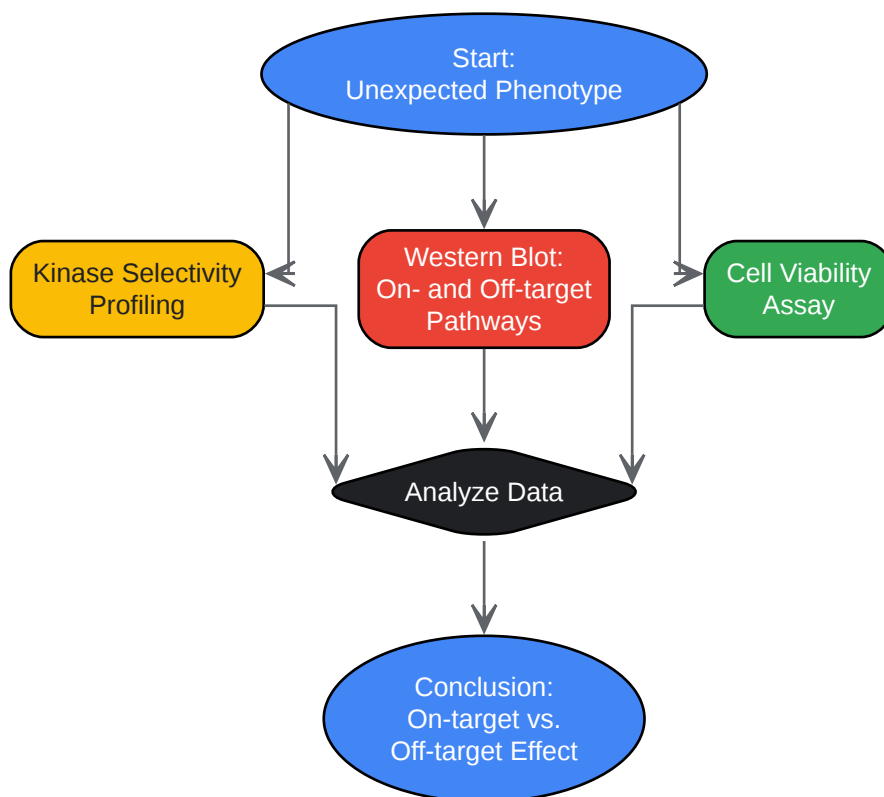 Start:
Unexpected Phenotype
Kinase Selectivity
Profiling
Western Blot:
On- and Off-target
Pathways
Cell Viability
Assay
Analyze Data
Conclusion:
On-target vs.
Off-target Effect